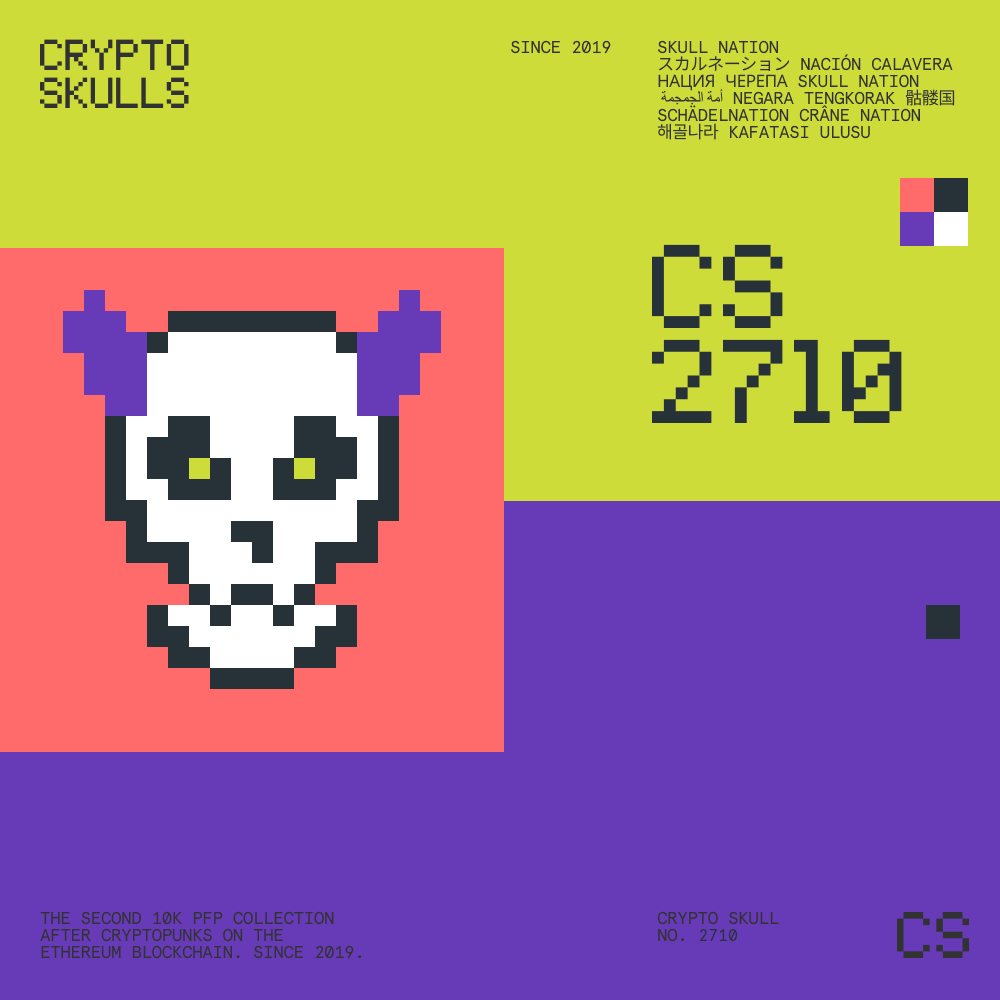 CRYPTO
SKULLS
SINCE 2019
SKULL NATION
スカルネーション NACIÓN CALAVERA
НАЦИЯ ЧЕРЕПА SKULL NATION
أمة الجمجمة NEGARA TENGKORAK 骷髅国
SCHÄDELNATION CRÂNE NATION
해골나라 KAFATASI ULUSU
CS
2710
THE SECOND 10K PFP COLLECTION
AFTER CRYPTOPUNKS ON THE
ETHEREUM BLOCKCHAIN. SINCE 2019.
CRYPTO SKULL
NO. 2710
CS